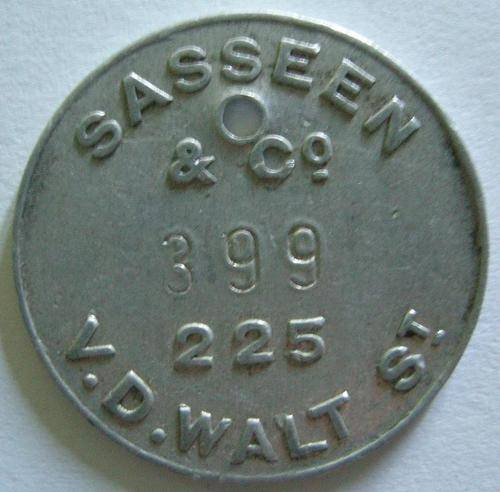 SASSEEN
& Co
399
225
V.D.WALT ST.